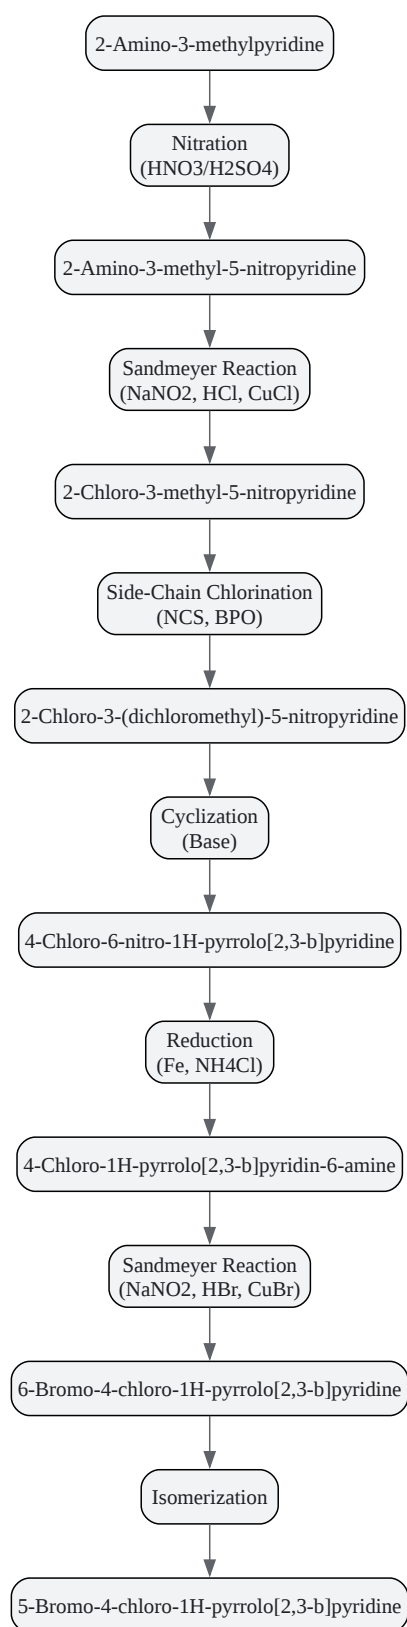 2-Amino-3-methylpyridine
Nitration
(HNO3/H2SO4)
2-Amino-3-methyl-5-nitropyridine
Sandmeyer Reaction
(NaNO2, HCl, CuCl)
2-Chloro-3-methyl-5-nitropyridine
Side-Chain Chlorination
(NCS, BPO)
2-Chloro-3-(dichloromethyl)-5-nitropyridine
Cyclization
(Base)
4-Chloro-6-nitro-1H-pyrrolo[2,3-b]pyridine
Reduction
(Fe, NH4Cl)
4-Chloro-1H-pyrrolo[2,3-b]pyridin-6-amine
Sandmeyer Reaction
(NaNO2, HBr, CuBr)
6-Bromo-4-chloro-1H-pyrrolo[2,3-b]pyridine
Isomerization
5-Bromo-4-chloro-1H-pyrrolo[2,3-b]pyridine